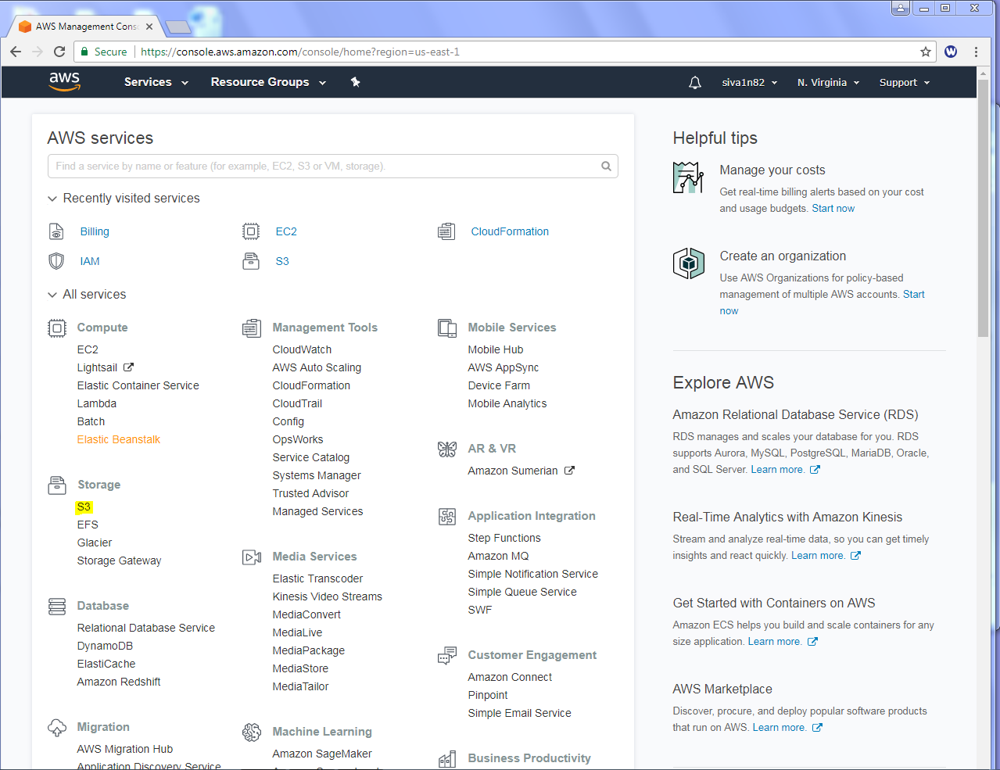 AWS Management Cons
Secure https://console.aws.amazon.com/console/home?region=us-east-1
aws Services Resource Groups siva1n82 N. Virginia Support
AWS services
Find a service by name or feature (for example, EC2, S3 or VM, storage).
Recently visited services
Billing EC2 CloudFormation
IAM S3
All services
Compute
EC2
Lightsail
Elastic Container Service
Lambda
Batch
Elastic Beanstalk
Storage
S3
EFS
Glacier
Storage Gateway
Database
Relational Database Service
DynamoDB
ElastiCache
Amazon Redshift
Migration
AWS Migration Hub
Application Discovery Service
Management Tools
CloudWatch
AWS Auto Scaling
CloudFormation
CloudTrail
Config
OpsWorks
Service Catalog
Systems Manager
Trusted Advisor
Managed Services
Media Services
Elastic Transcoder
Kinesis Video Streams
MediaConvert
MediaLive
MediaPackage
MediaStore
MediaTailor
Machine Learning
Amazon SageMaker
Mobile Services
Mobile Hub
AWS AppSync
Device Farm
Mobile Analytics
AR & VR
Amazon Sumerian
Application Integration
Step Functions
Amazon MQ
Simple Notification Service
Simple Queue Service
SWF
Customer Engagement
Amazon Connect
Pinpoint
Simple Email Service
Business Productivity
Helpful tips
Manage your costs
Get real-time billing alerts based on your cost
and usage budgets. Start now
Create an organization
Use AWS Organizations for policy-based
management of multiple AWS accounts. Start
now
Explore AWS
Amazon Relational Database Service (RDS)
RDS manages and scales your database for you. RDS
supports Aurora, MySQL, PostgreSQL, MariaDB, Oracle,
and SQL Server. Learn more.
Real-Time Analytics with Amazon Kinesis
Stream and analyze real-time data, so you can get timely
insights and react quickly. Learn more.
Get Started with Containers on AWS
Amazon ECS helps you build and scale containers for any
size application. Learn more.
AWS Marketplace
Discover, procure, and deploy popular software products
that run on AWS. Learn more.